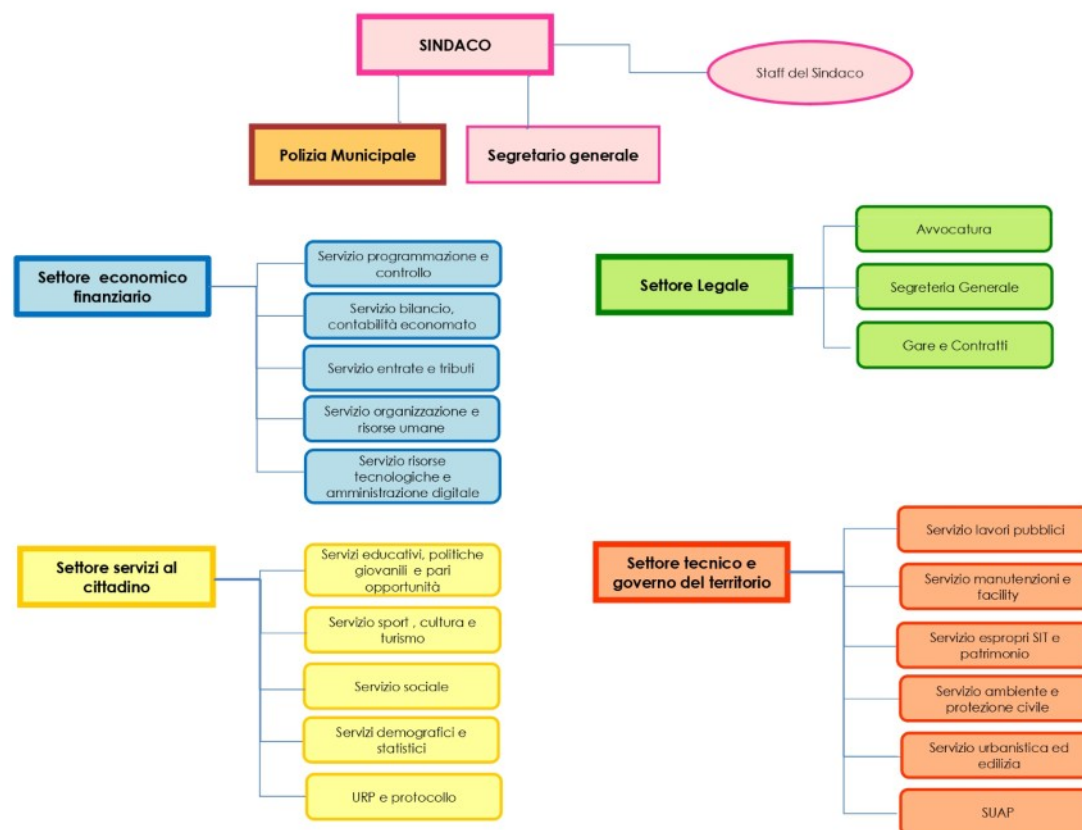 SINDACO
Staff del Sindaco
Polizia Municipale
Segretario generale
Settore economico
finanziario
Servizio programmazione e
controllo
Servizio bilancio,
contabilità economato
Servizio entrate e tributi
Servizio organizzazione e
risorse umane
Servizio risorse
tecnologiche e
amministrazione digitale
Settore Legale
Avvocatura
Segreteria Generale
Gare e Contratti
Settore servizi al
cittadino
Servizi educativi, politiche
giovanili e pari
opportunità
Servizio sport , cultura e
turismo
Servizio sociale
Servizi demografici e
statistici
URP e protocollo
Settore tecnico e
governo del territorio
Servizio lavori pubblici
Servizio manutenzioni e
facility
Servizio espropri SIT e
patrimonio
Servizio ambiente e
protezione civile
Servizio urbanistica ed
edilizia
SUAP